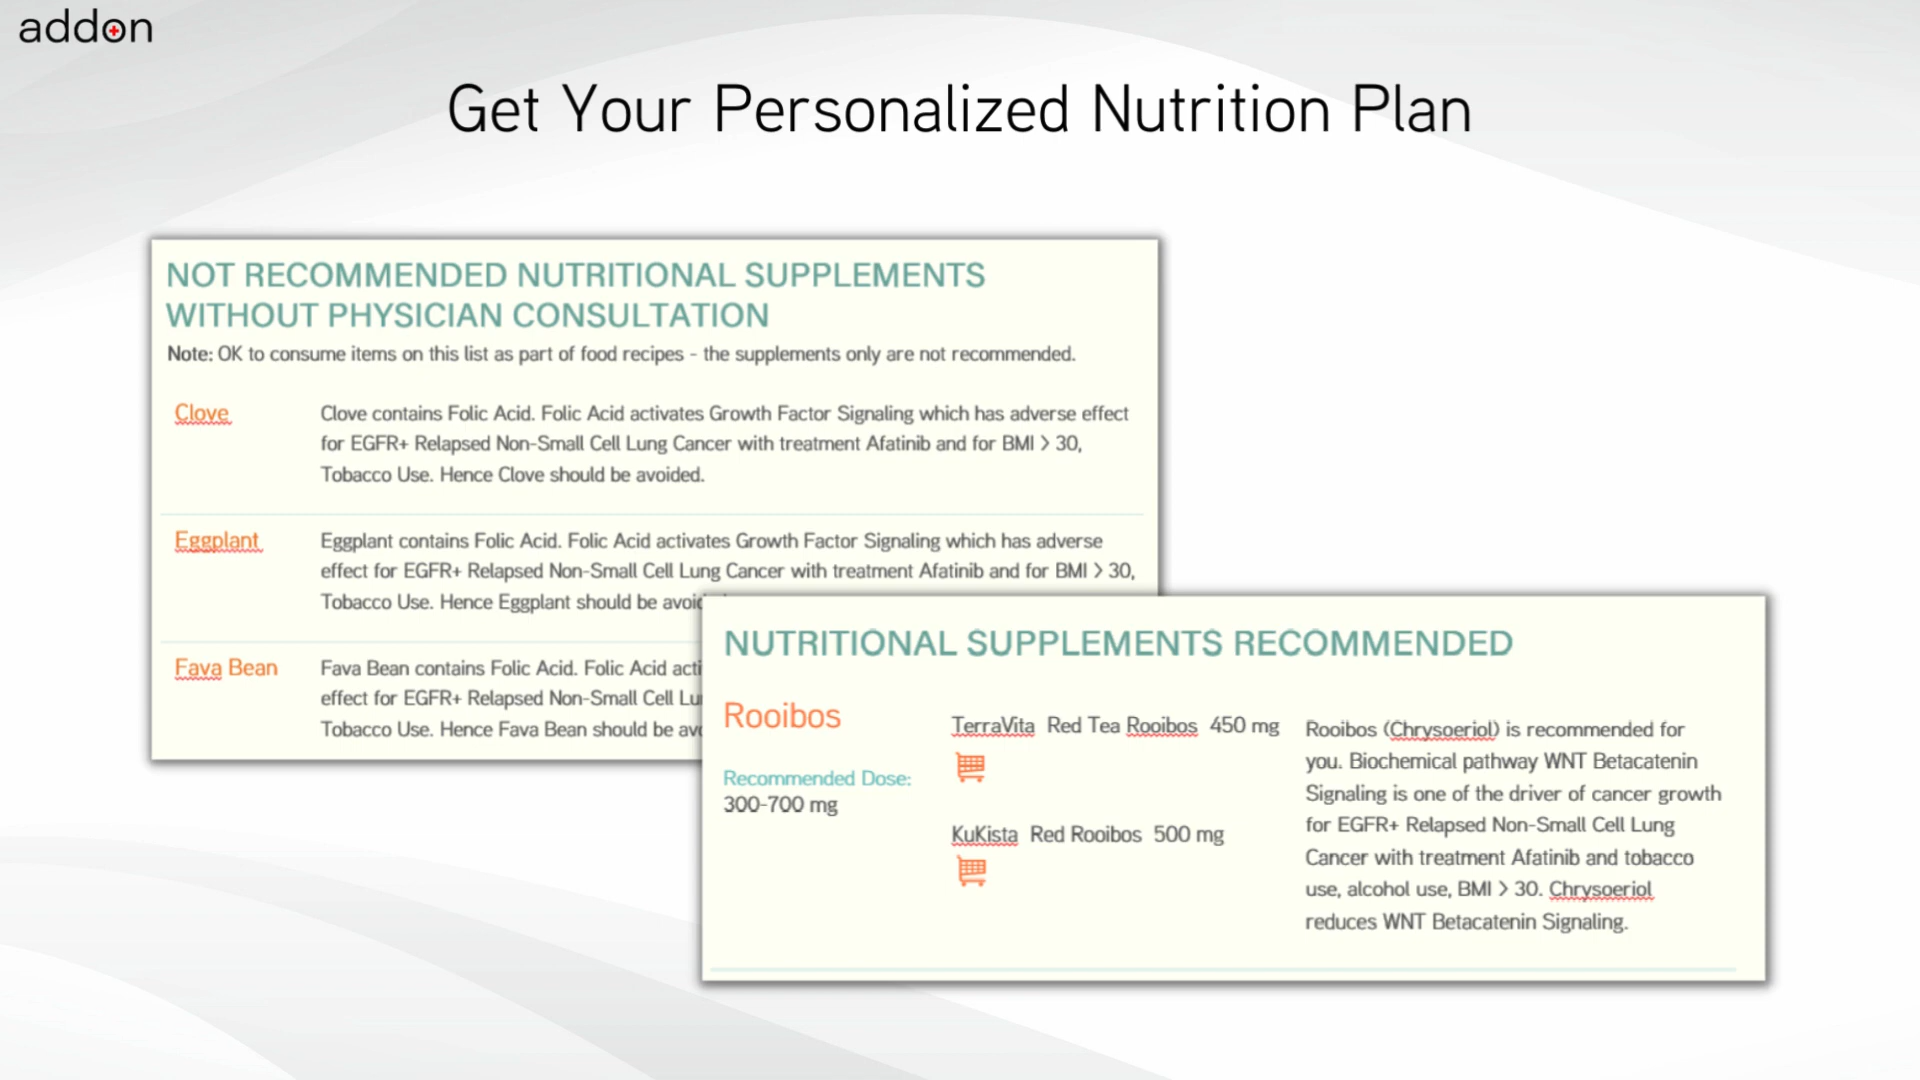 addon
Get Your Personalized Nutrition Plan
NOT RECOMMENDED NUTRITIONAL SUPPLEMENTS
WITHOUT PHYSICIAN CONSULTATION
Note: OK to consume items on this list as part of food recipes - the supplements only are not recommended.
Clove
Clove contains Folic Acid. Folic Acid activates Growth Factor Signaling which has adverse effect
for EGFR+ Relapsed Non-Small Cell Lung Cancer with treatment Afatinib and for BMI > 30,
Tobacco Use. Hence Clove should be avoided.
Eggplant
Eggplant contains Folic Acid. Folic Acid activates Growth Factor Signaling which has adverse
effect for EGFR+ Relapsed Non-Small Cell Lung Cancer with treatment Afatinib and for BMI > 30,
Tobacco Use. Hence Eggplant should be
Fava Bean
Fava Bean contains Folic Acid. Folic Acid
effect for EGFR+ Relapsed Non-Small Cell
Tobacco Use. Hence Fava Bean should be
NUTRITIONAL SUPPLEMENTS RECOMMENDED
Rooibos
Recommended Dose:
300-700 mg
TerraVita Red Tea Rooibos 450 mg
KuKista Red Rooibos 500 mg
Rooibos (Chrysoeriol) is recommended for
you. Biochemical pathway WNT Betacatenin
Signaling is one of the driver of cancer growth
for EGFR+ Relapsed Non-Small Cell Lung
Cancer with treatment Afatinib and tobacco
use, alcohol use, BMI > 30. Chrysoeriol
reduces WNT Betacatenin Signaling.